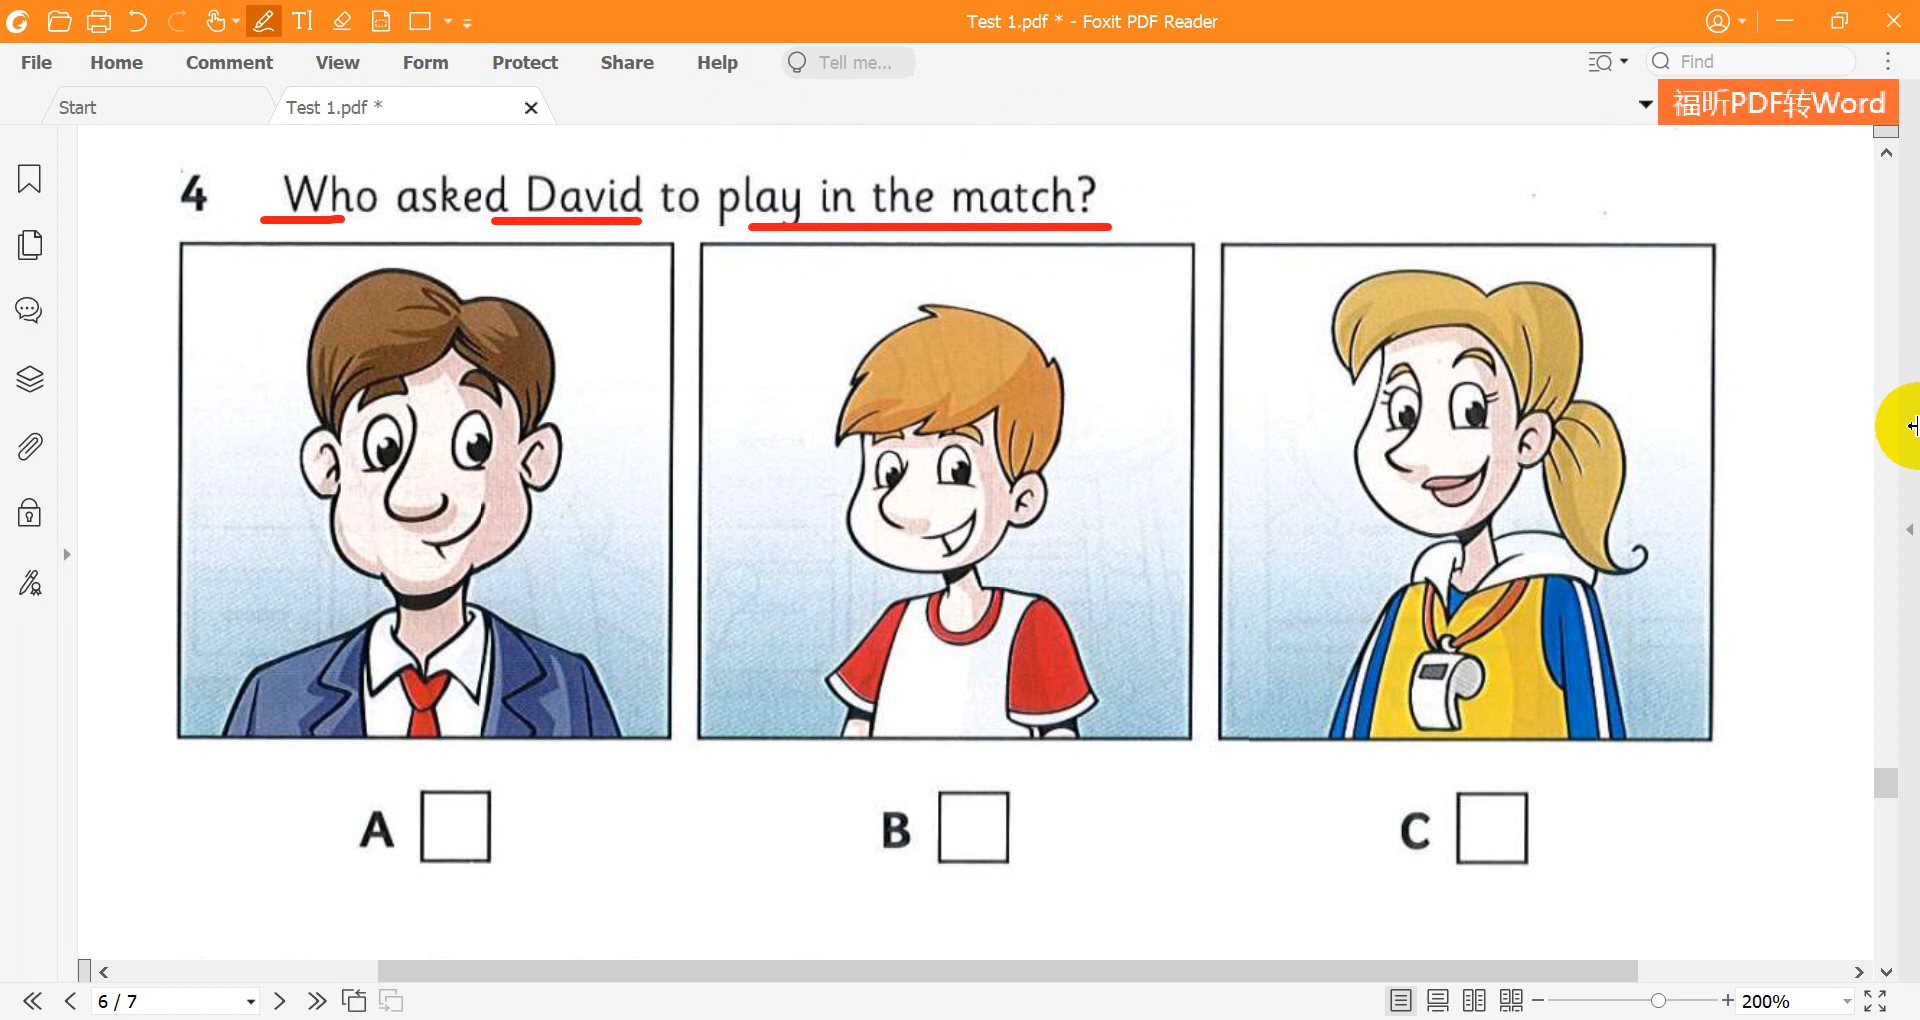 Test 1.pdf * - Foxit PDF Reader
File Home Comment View Form Protect Share Help Tell me... Find
Start Test 1.pdf * 福昕PDF转Word
4 Who asked David to play in the match?
A B C
6 / 7 200%